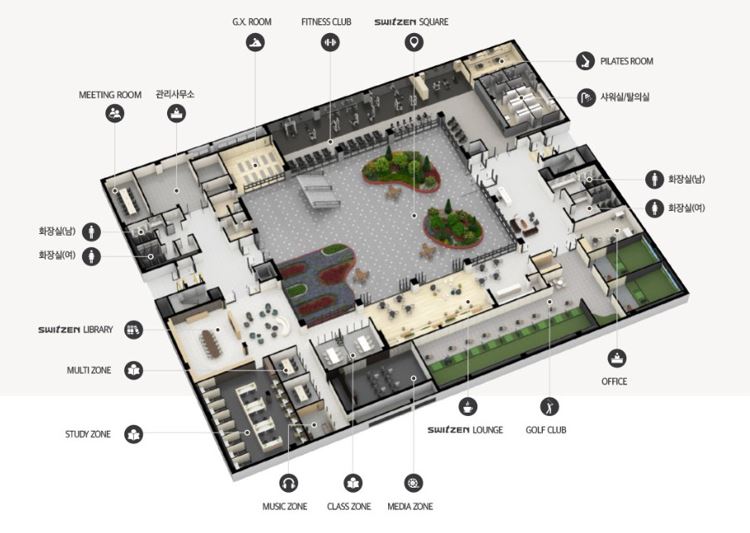 G.X. ROOM
FITNESS CLUB
SWITZEN SQUARE
PILATES ROOM
MEETING ROOM
관리사무소
샤워실/탈의실
화장실(남)
화장실(여)
화장실(남)
화장실(여)
SWITZEN LIBRARY
MULTI ZONE
OFFICE
STUDY ZONE
SWITZEN LOUNGE
GOLF CLUB
MUSIC ZONE
CLASS ZONE
MEDIA ZONE